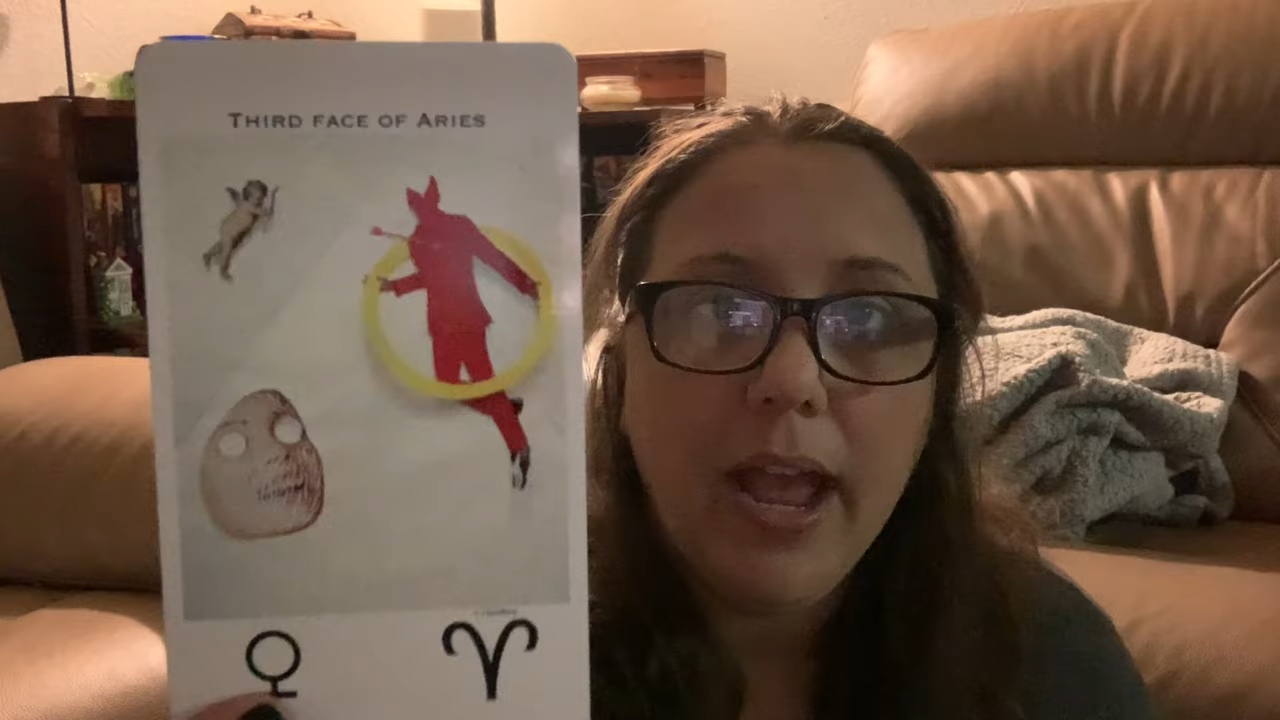 THIRD FACE OF ARIES
♀ ♈